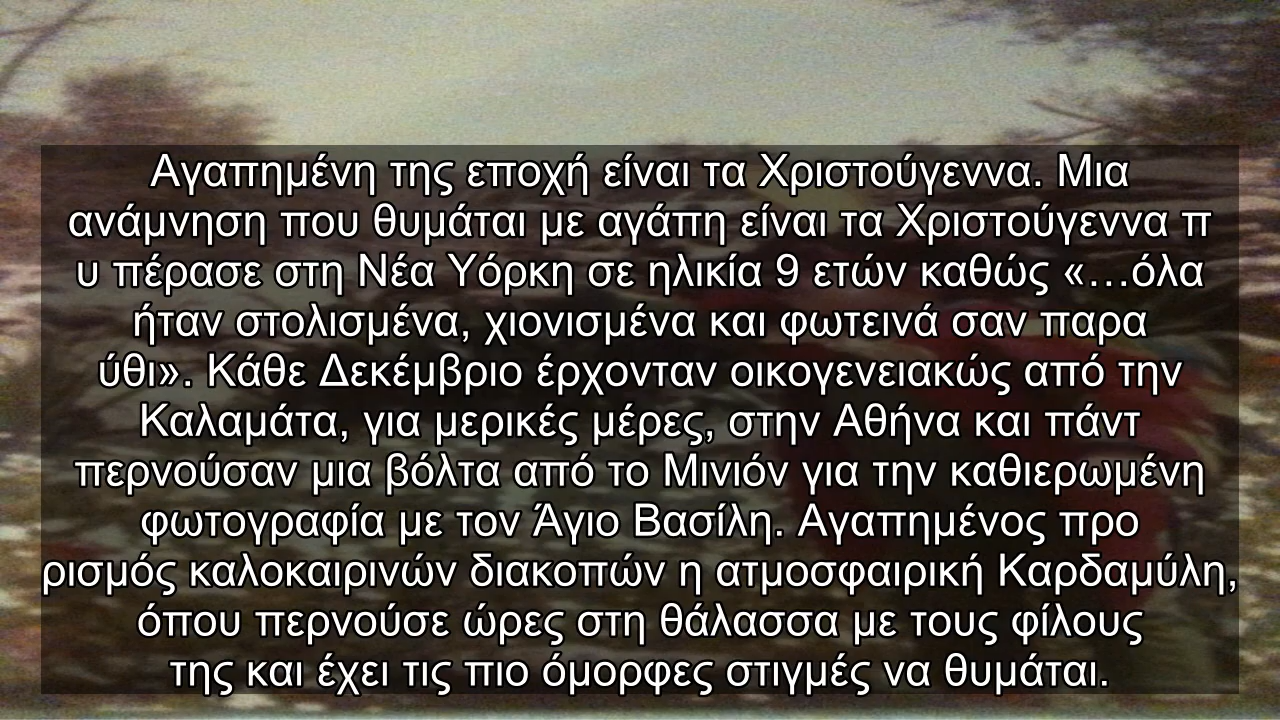 Αγαπημένη της εποχή είναι τα Χριστούγεννα. Μια
ανάμνηση που θυμάται με αγάπη είναι τα Χριστούγεννα π
υ πέρασε στη Νέα Υόρκη σε ηλικία 9 ετών καθώς «…όλα
ήταν στολισμένα, χιονισμένα και φωτεινά σαν παρα
ύθι». Κάθε Δεκέμβριο έρχονταν οικογενειακώς από την
Καλαμάτα, για μερικές μέρες, στην Αθήνα και πάντ
περνούσαν μια βόλτα από το Μινιόν για την καθιερωμένη
φωτογραφία με τον Άγιο Βασίλη. Αγαπημένος προ
ρισμός καλοκαιρινών διακοπών η ατμοσφαιρική Καρδαμύλη,
όπου περνούσε ώρες στη θάλασσα με τους φίλους
της και έχει τις πιο όμορφες στιγμές να θυμάται.